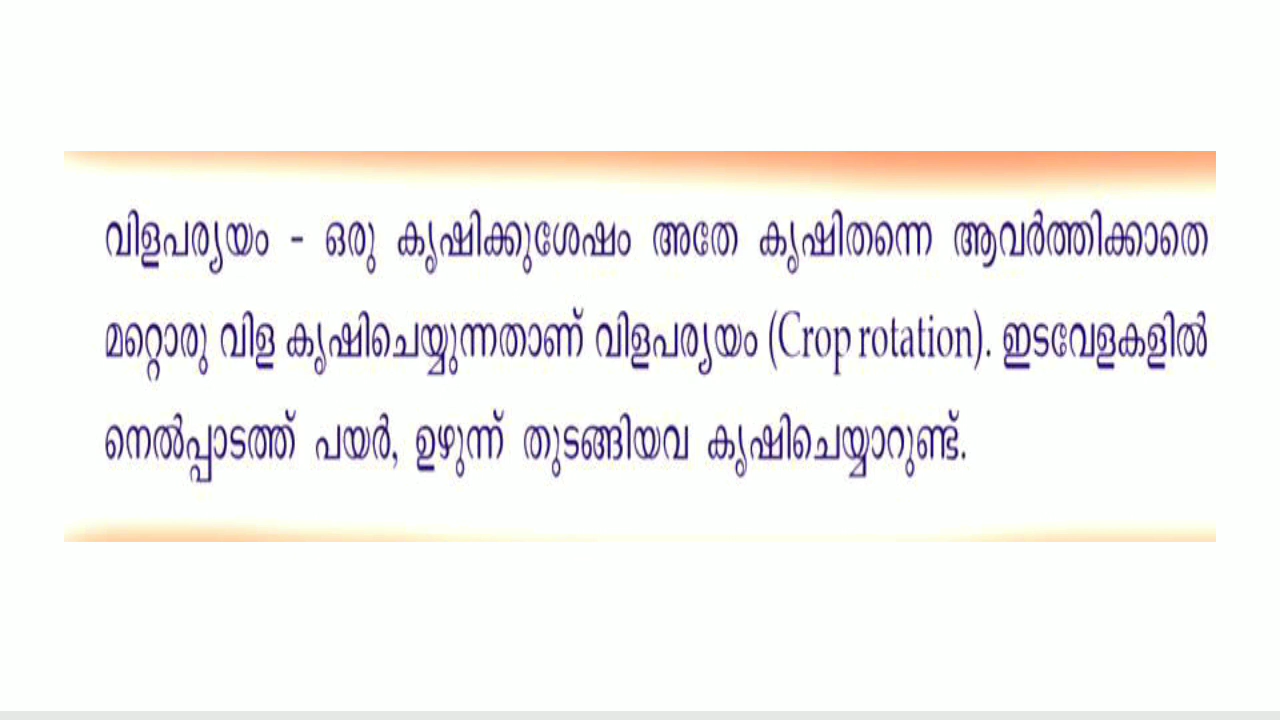 വിളപര്യയം - ഒരു കൃഷിക്കുശേഷം അതേ കൃഷിതന്നെ ആവർത്തിക്കാതെ
മറ്റൊരു വിള കൃഷിചെയ്യുന്നതാണ് വിളപര്യയം (Crop rotation). ഇടവേളകളിൽ
നെൽപ്പാടത്ത് പയർ, ഉഴുന്ന് തുടങ്ങിയവ കൃഷിചെയ്യാറുണ്ട്.